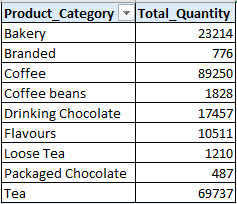 Product_Category Total_Quantity
Bakery 23214
Branded 776
Coffee 89250
Coffee beans 1828
Drinking Chocolate 17457
Flavours 10511
Loose Tea 1210
Packaged Chocolate 487
Tea 69737